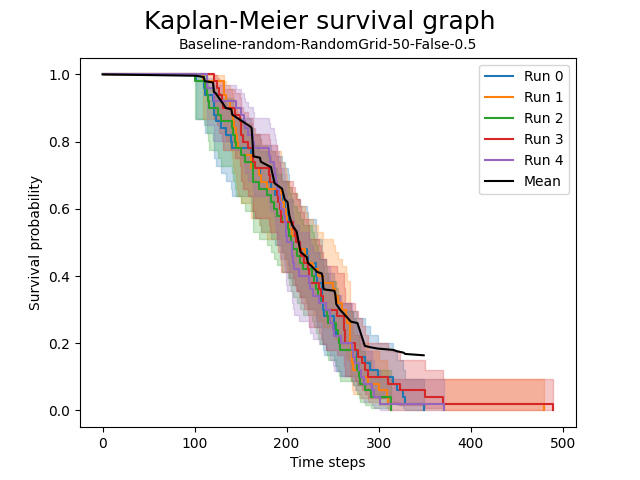 Kaplan-Meier survival graph
Baseline-random-RandomGrid-50-False-0.5
Survival probability
1.0
0.8
0.6
0.4
0.2
0.0
Run 0
Run 1
Run 2
Run 3
Run 4
Mean
0 100 200 300 400 500
Time steps